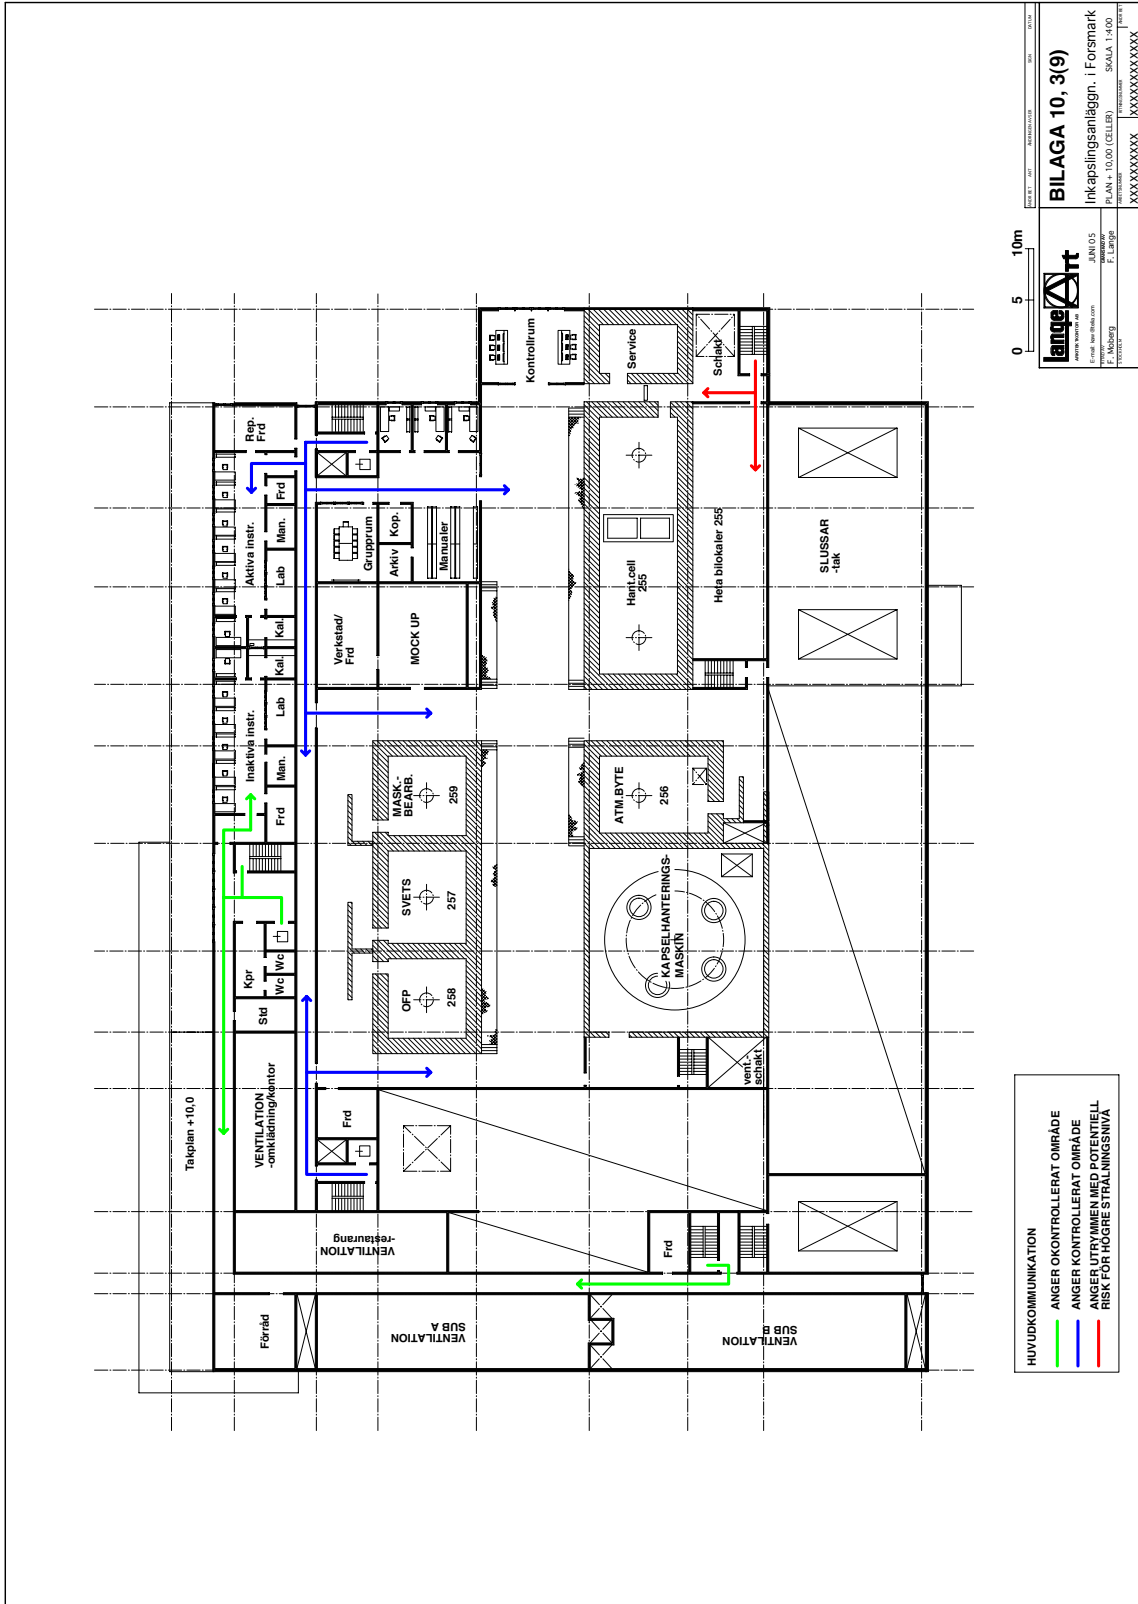 Takplan +10,0
Förråd
VENTILATION
SUB A
VENTILATION
SUB B
VENTILATION
-restaurang
Frd
VENTILATION
-omklädning/kontor
Std
Kpr
Wc
Wc
Frd
Man.
Lab
Kal.
Inaktiva instr.
Kal.
Lab
Man.
Frd
Aktiva instr.
Rep.
Frd
Frd
OFP
258
SVETS
257
MASK.-
BEARB.
259
Verkstad/
Frd
MOCK UP
Grupprum
Arkiv
Kop.
Manualer
Kontrollrum
Service
Schakt
Hant.cell
255
Heta bilokaler 255
ATM.BYTE
256
KAPSELHANTERINGS-
MASKIN
vent.-
schakt
SLUSSAR
-tak
HUVUDKOMMUNIKATION
ANGER OKONTROLLERAT OMRÅDE
ANGER KONTROLLERAT OMRÅDE
ANGER UTRYMMEN MED POTENTIELL
RISK FÖR HÖGRE STRÅLNINGSNIVÅ
0 5 10m
lange Art
JUNI 05
F. Moberg
F. Lange
BILAGA 10, 3(9)
Inkapslingsanläggn. i Forsmark
PLAN + 10,00 (CELLER) SKALA 1:400
XXXXXXXXXX XXXXXXXXXXXX